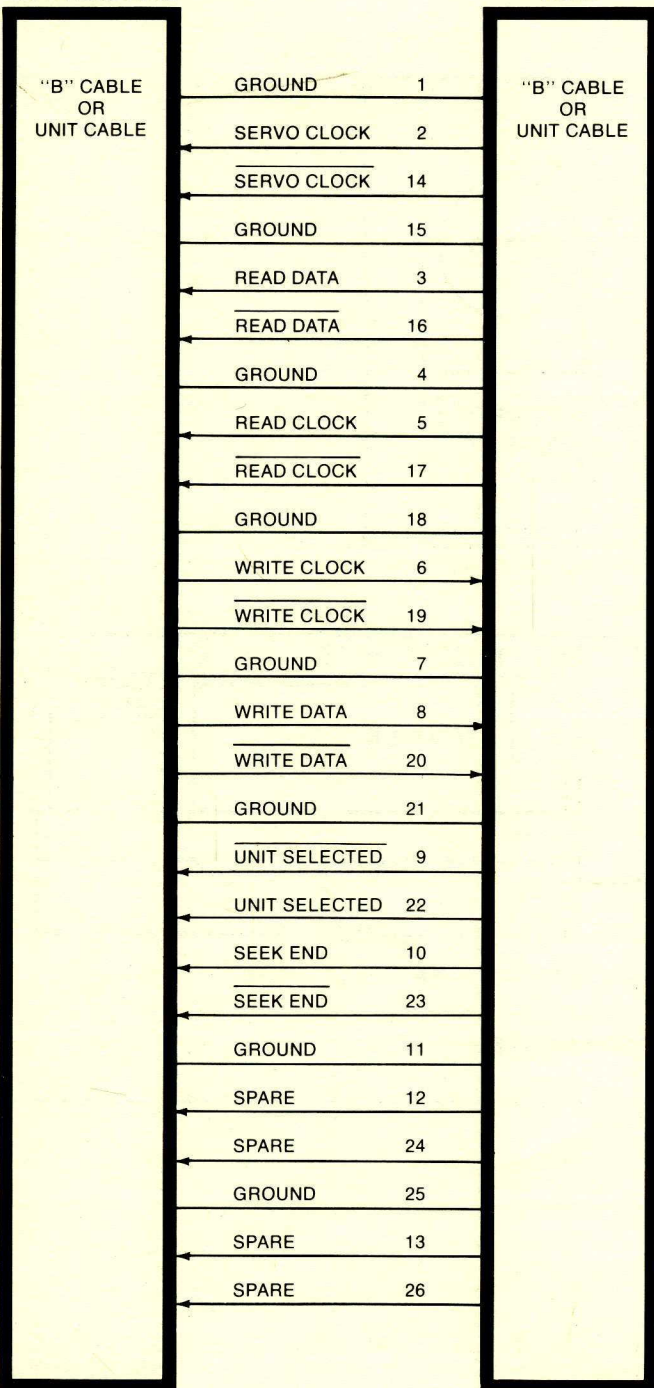 "B" CABLE
OR
UNIT CABLE
"B" CABLE
OR
UNIT CABLE
GROUND 1
SERVO CLOCK 2
SERVO CLOCK 14
GROUND 15
READ DATA 3
READ DATA 16
GROUND 4
READ CLOCK 5
READ CLOCK 17
GROUND 18
WRITE CLOCK 6
WRITE CLOCK 19
GROUND 7
WRITE DATA 8
WRITE DATA 20
GROUND 21
UNIT SELECTED 9
UNIT SELECTED 22
SEEK END 10
SEEK END 23
GROUND 11
SPARE 12
SPARE 24
GROUND 25
SPARE 13
SPARE 26